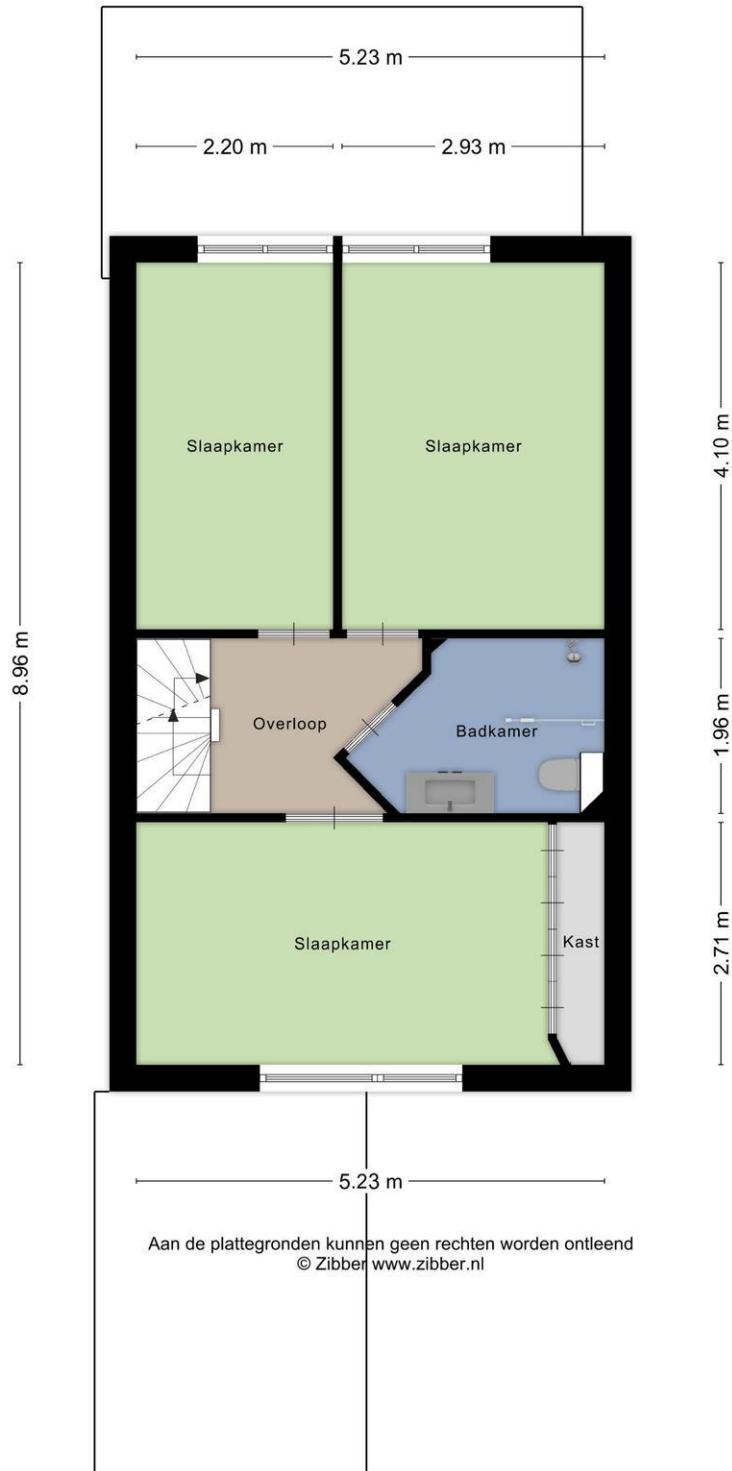 5.23 m
2.20 m
2.93 m
8.96 m
4.10 m
1.96 m
2.71 m
Slaapkamer
Slaapkamer
Overloop
Badkamer
Slaapkamer
Kast
5.23 m
Aan de plattegronden kunnen geen rechten worden ontleend
© Zibber www.zibber.nl